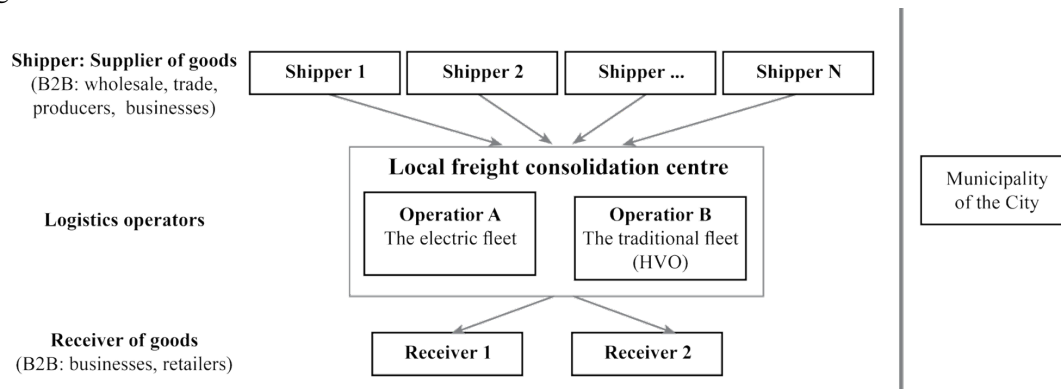 Shipper: Supplier of goods
(B2B: wholesale, trade,
producers, businesses)
Shipper 1
Shipper 2
Shipper ...
Shipper N
Local freight consolidation centre
Logistics operators
Operatior A
The electric fleet
Operatior B
The traditional fleet
(HVO)
Municipality
of the City
Receiver of goods
(B2B: businesses, retailers)
Receiver 1
Receiver 2